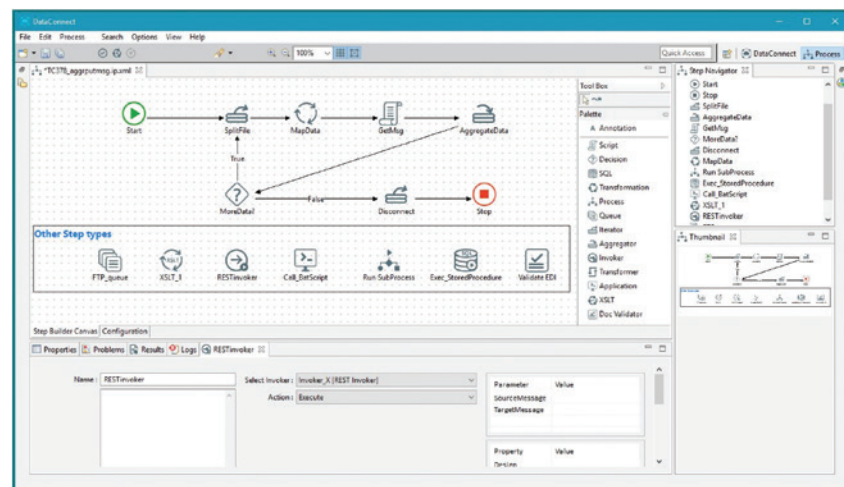 DataConnect
File Edit Process Search Options View Help
100%
Quick Access
DataConnect
Process
*TC378_aggrputmsg.ip.xml
Start
SplitFile
MapData
GetMsg
AggregateData
True
MoreData?
False
Disconnect
Stop
Other Step types
FTP_queue
XSLT
XSLT_1
RESTinvoker
Call_BatScript
Run SubProcess
SQL
Exec_StoredProcedure
Validate EDI
Step Builder Canvas
Configuration
Tool Box
Palette
A Annotation
Script
Decision
SQL
Transformation
Process
Queue
Iterator
Aggregator
Invoker
Transformer
Application
XSLT
Doc Validator
Step Navigator
Start
Stop
SplitFile
AggregateData
GetMsg
MoreData?
Disconnect
MapData
Run SubProcess
Exec_StoredProcedure
Call_BatScript
XSLT_1
RESTinvoker
Thumbnail
Properties
Problems
Results
Logs
RESTinvoker
Name: RESTinvoker
Select Invoker: Invoker_X [REST Invoker]
Action: Execute
Parameter Value
SourceMessage
TargetMessage
Property Value
Design